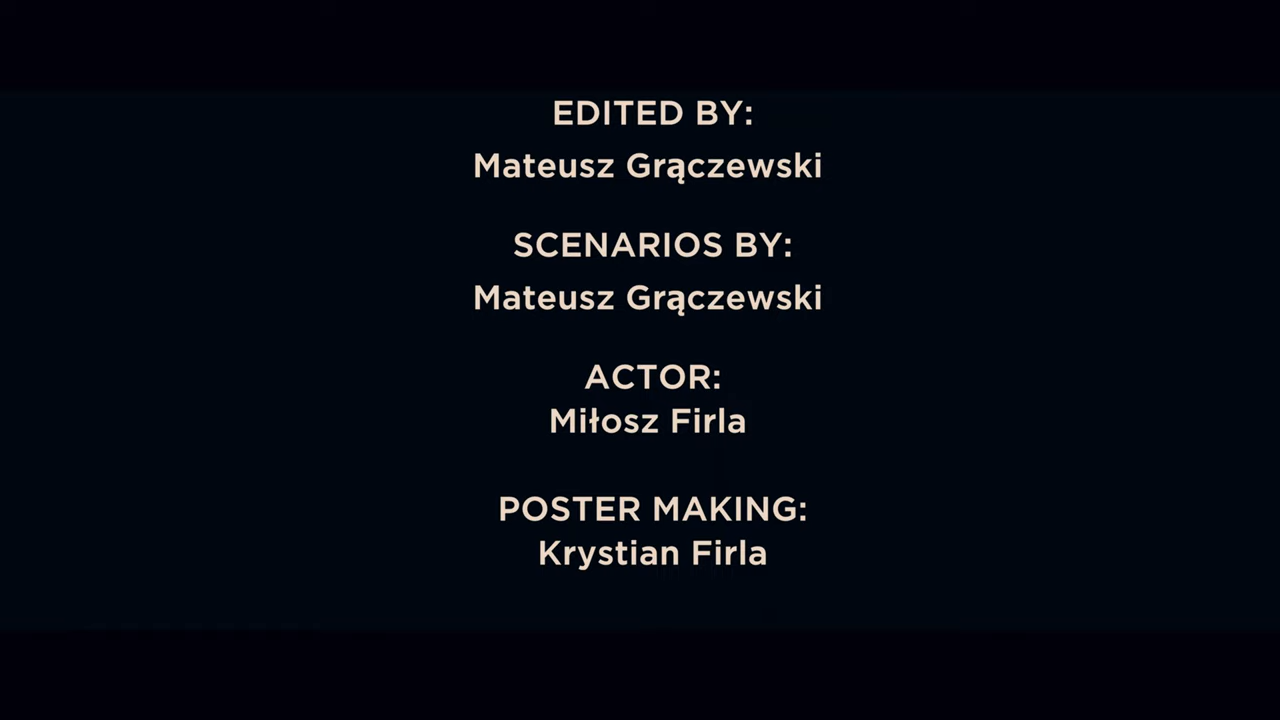 EDITED BY:
Mateusz Grączewski
SCENARIOS BY:
Mateusz Grączewski
ACTOR:
Miłosz Firla
POSTER MAKING:
Krystian Firla